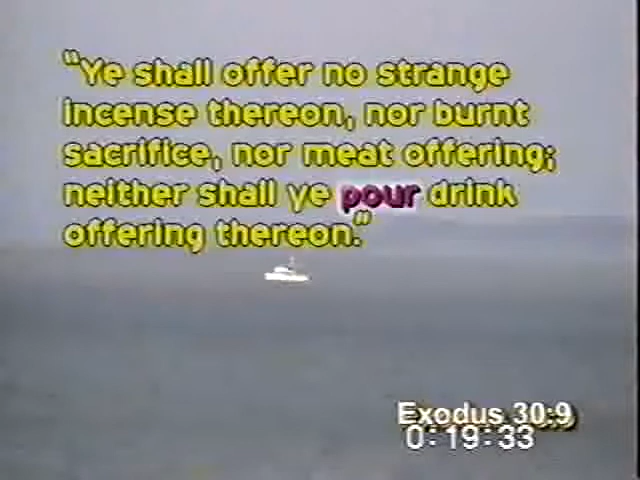 "Ye shall offer no strange
incense thereon, nor burnt
sacrifice, nor meat offering;
neither shall ye pour drink
offering thereon."
Exodus 30:9
0:19:33